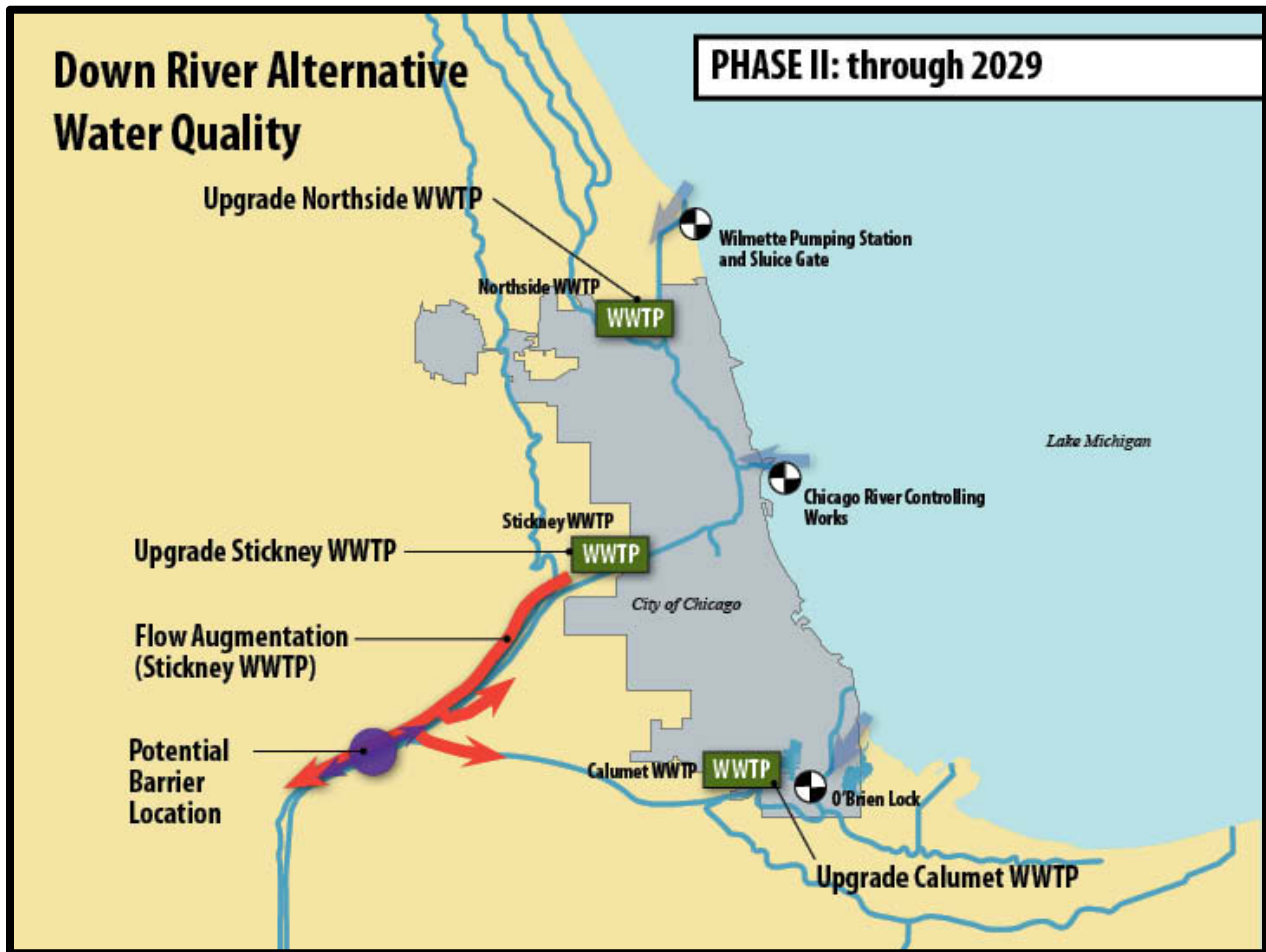 Down River Alternative
Water Quality
PHASE II: through 2029
Upgrade Northside WWTP
Wilmette Pumping Station
and Sluice Gate
Northside WWTP
WWTP
Lake Michigan
Chicago River Controlling
Works
Stickney WWTP
Upgrade Stickney WWTP
WWTP
City of Chicago
Flow Augmentation
(Stickney WWTP)
Potential
Barrier
Location
Calumet WWTP
WWTP
O'Brien Lock
Upgrade Calumet WWTP